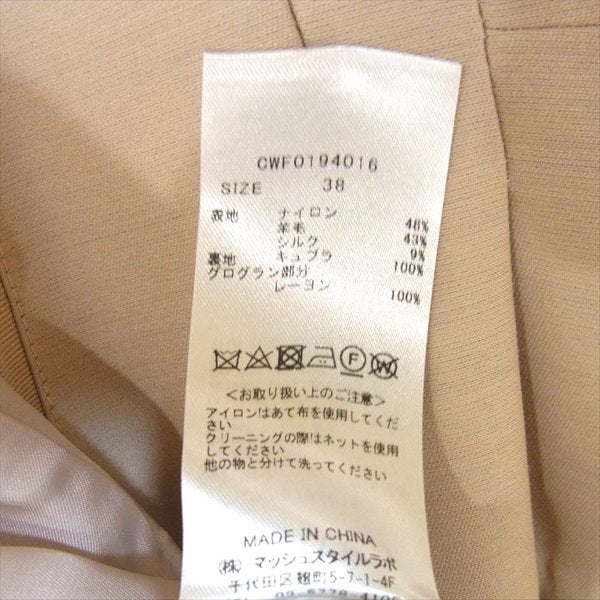 CWF0194016
SIZE 38
表地 ナイロン 48%
羊毛 43%
シルク 9%
裏地 キュプラ 100%
グログラン部分
レーヨン 100%
<お取り扱い上のご注意>
アイロンはあて布を使用してくだ
さい
クリーニングの際はネットを使用
してください
他の物と分けて洗ってください
MADE IN CHINA
(株) マッシュスタイルラボ
千代田区麹町5-7-1-4F